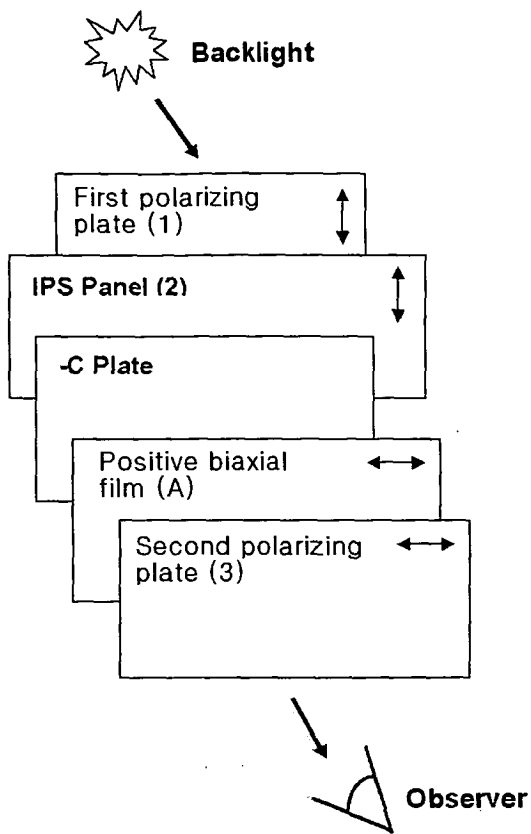 Backlight
First polarizing
plate (1)
IPS Panel (2)
-C Plate
Positive biaxial
film (A)
Second polarizing
plate (3)
Observer